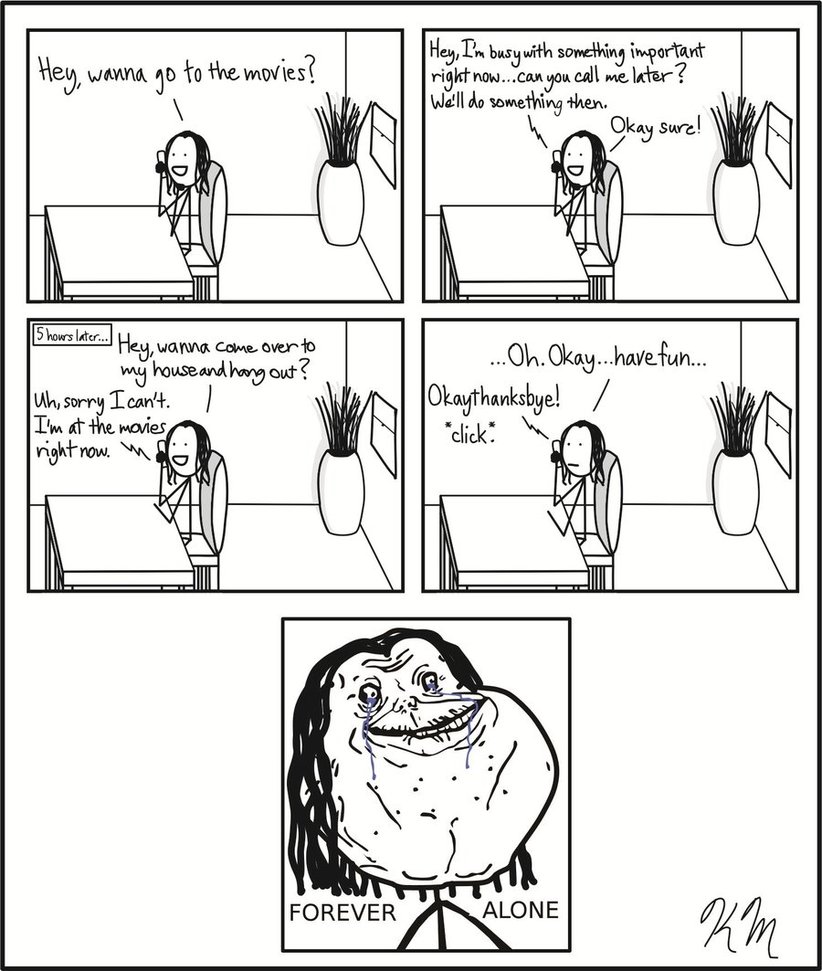 Hey, wanna go to the movies?
Hey, I'm busy with something important
right now...can you call me later?
We'll do something then.
Okay sure!
5 hours later...
Hey, wanna come over to
my house and hang out?
Uh, sorry I can't.
I'm at the movies
right now.
...Oh. Okay...have fun...
Okaythanksbye!
*click*
FOREVER ALONE
KM